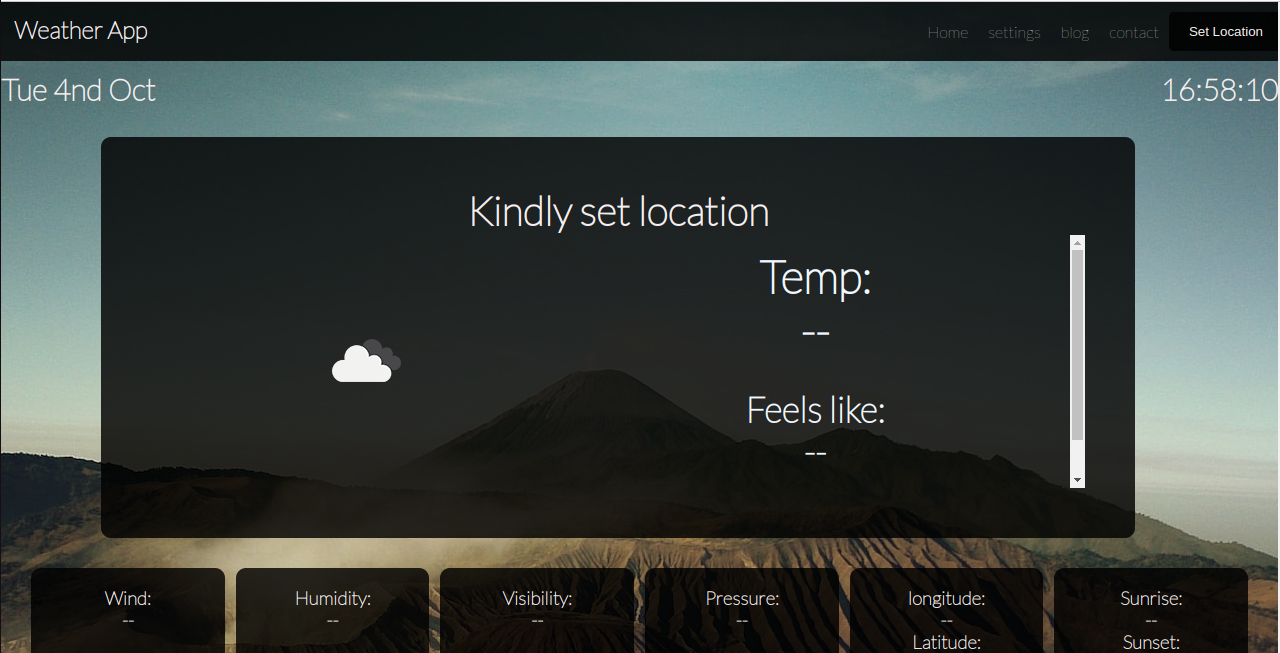 Weather App
Home settings blog contact Set Location
Tue 4nd Oct
16:58:10
Kindly set location
Temp:
--
Feels like:
--
Wind:
--
Humidity:
--
Visibility:
--
Pressure:
--
longitude:
--
Latitude:
Sunrise:
--
Sunset: